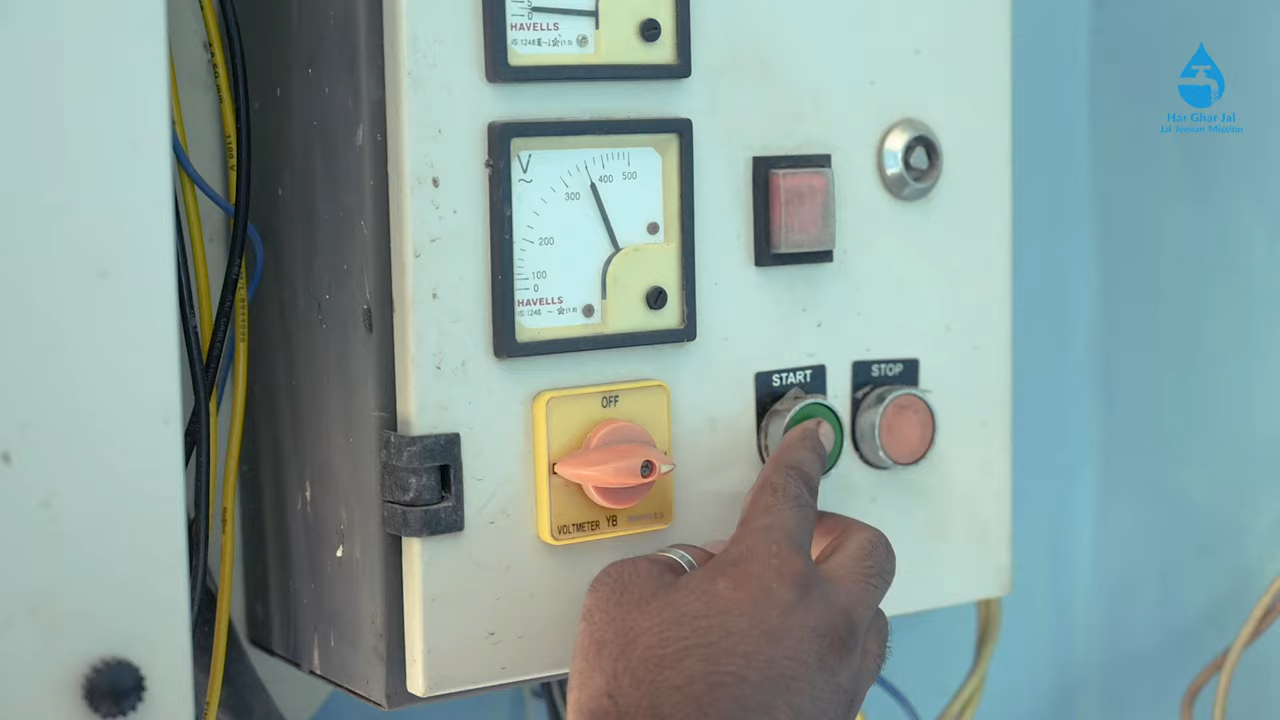 HAVELLS
V
500
400
300
200
100
0
HAVELLS
START
STOP
OFF
VOLTMETER YB
Har Ghar Jal
Jal Jeevan Mission